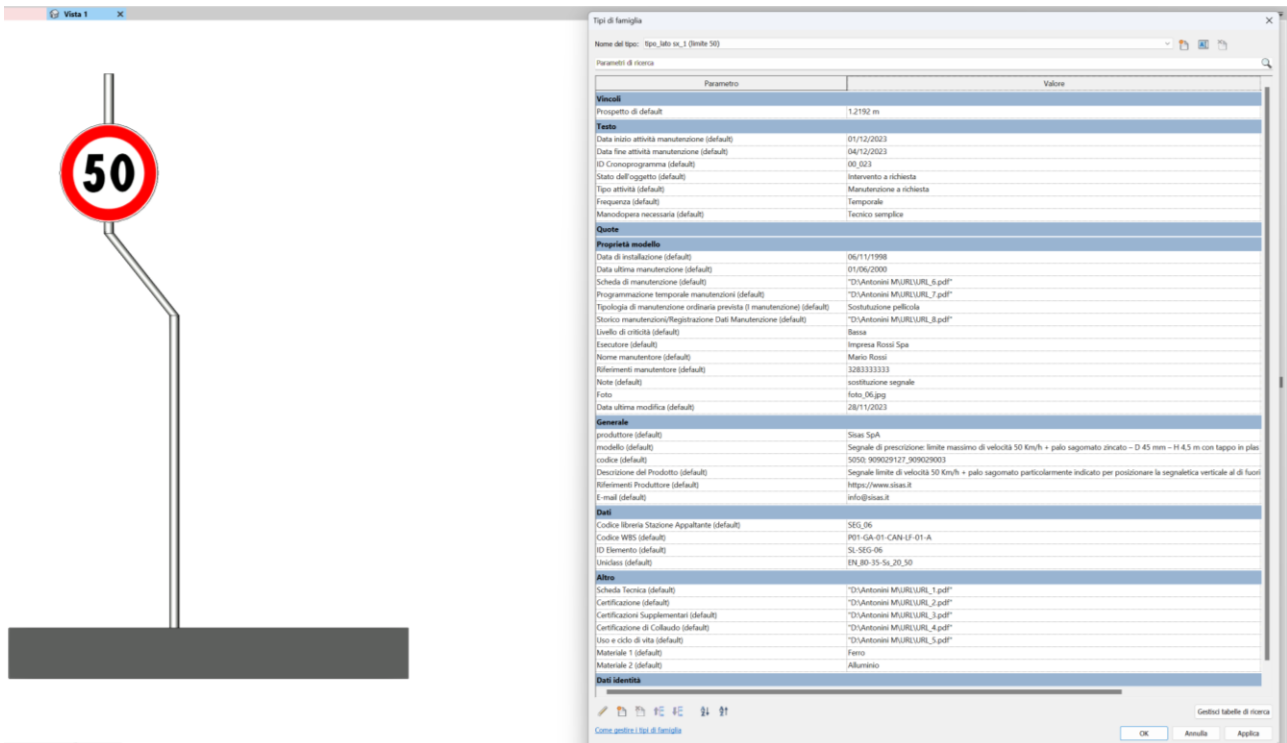 Vista 1
50
Tipi di famiglia
Nome del tipo: tipo_lato sx_1 (limite 50)
Parametri di ricerca
Parametro Valore
Vincoli
Prospetto di default 1.2192 m
Testo
Data inizio attività manutenzione (default) 01/12/2023
Data fine attività manutenzione (default) 04/12/2023
ID Cronoprogramma (default) 00_023
Stato dell'oggetto (default) Intervento a richiesta
Tipo attività (default) Manutenzione a richiesta
Frequenza (default) Temporale
Manodopera necessaria (default) Tecnico semplice
Quote
Proprietà modello
Data di installazione (default) 06/11/1998
Data ultima manutenzione (default) 01/06/2000
Scheda di manutenzione (default) "D:\Antonini M\URL\URL_6.pdf"
Programmazione temporale manutenzioni (default) "D:\Antonini M\URL\URL_7.pdf"
Tipologia di manutenzione ordinaria prevista (I manutenzione) (default) Sostutuzione pellicola
Storico manutenzioni/Registrazione Dati Manutenzione (default) "D:\Antonini M\URL\URL_8.pdf"
Livello di criticità (default) Bassa
Esecutore (default) Impresa Rossi Spa
Nome manutentore (default) Mario Rossi
Riferimenti manutentore (default) 3283333333
Note (default) sostituzione segnale
Foto foto_06.jpg
Data ultima modifica (default) 28/11/2023
Generale
produttore (default) Sisas SpA
modello (default) Segnale di prescrizione: limite massimo di velocità 50 Km/h + palo sagomato zincato – D 45 mm – H 4,5 m con tappo in plas
codice (default) 5050; 909029127_909029003
Descrizione del Prodotto (default) Segnale limite di velocità 50 Km/h + palo sagomato particolarmente indicato per posizionare la segnaletica verticale al di fuori
Riferimenti Produttore (default) https://www.sisas.it
E-mail (default) info@sisas.it
Dati
Codice libreria Stazione Appaltante (default) SEG_06
Codice WBS (default) P01-GA-01-CAN-LF-01-A
ID Elemento (default) SL-SEG-06
Uniclass (default) EN_80-35-Ss_20_50
Altro
Scheda Tecnica (default) "D:\Antonini M\URL\URL_1.pdf"
Certificazione (default) "D:\Antonini M\URL\URL_2.pdf"
Certificazioni Supplementari (default) "D:\Antonini M\URL\URL_3.pdf"
Certificazione di Collaudo (default) "D:\Antonini M\URL\URL_4.pdf"
Uso e ciclo di vita (default) "D:\Antonini M\URL\URL_5.pdf"
Materiale 1 (default) Ferro
Materiale 2 (default) Alluminio
Dati identità
Gestisci tabelle di ricerca
Come gestire i tipi di famiglia
OK Annulla Applica